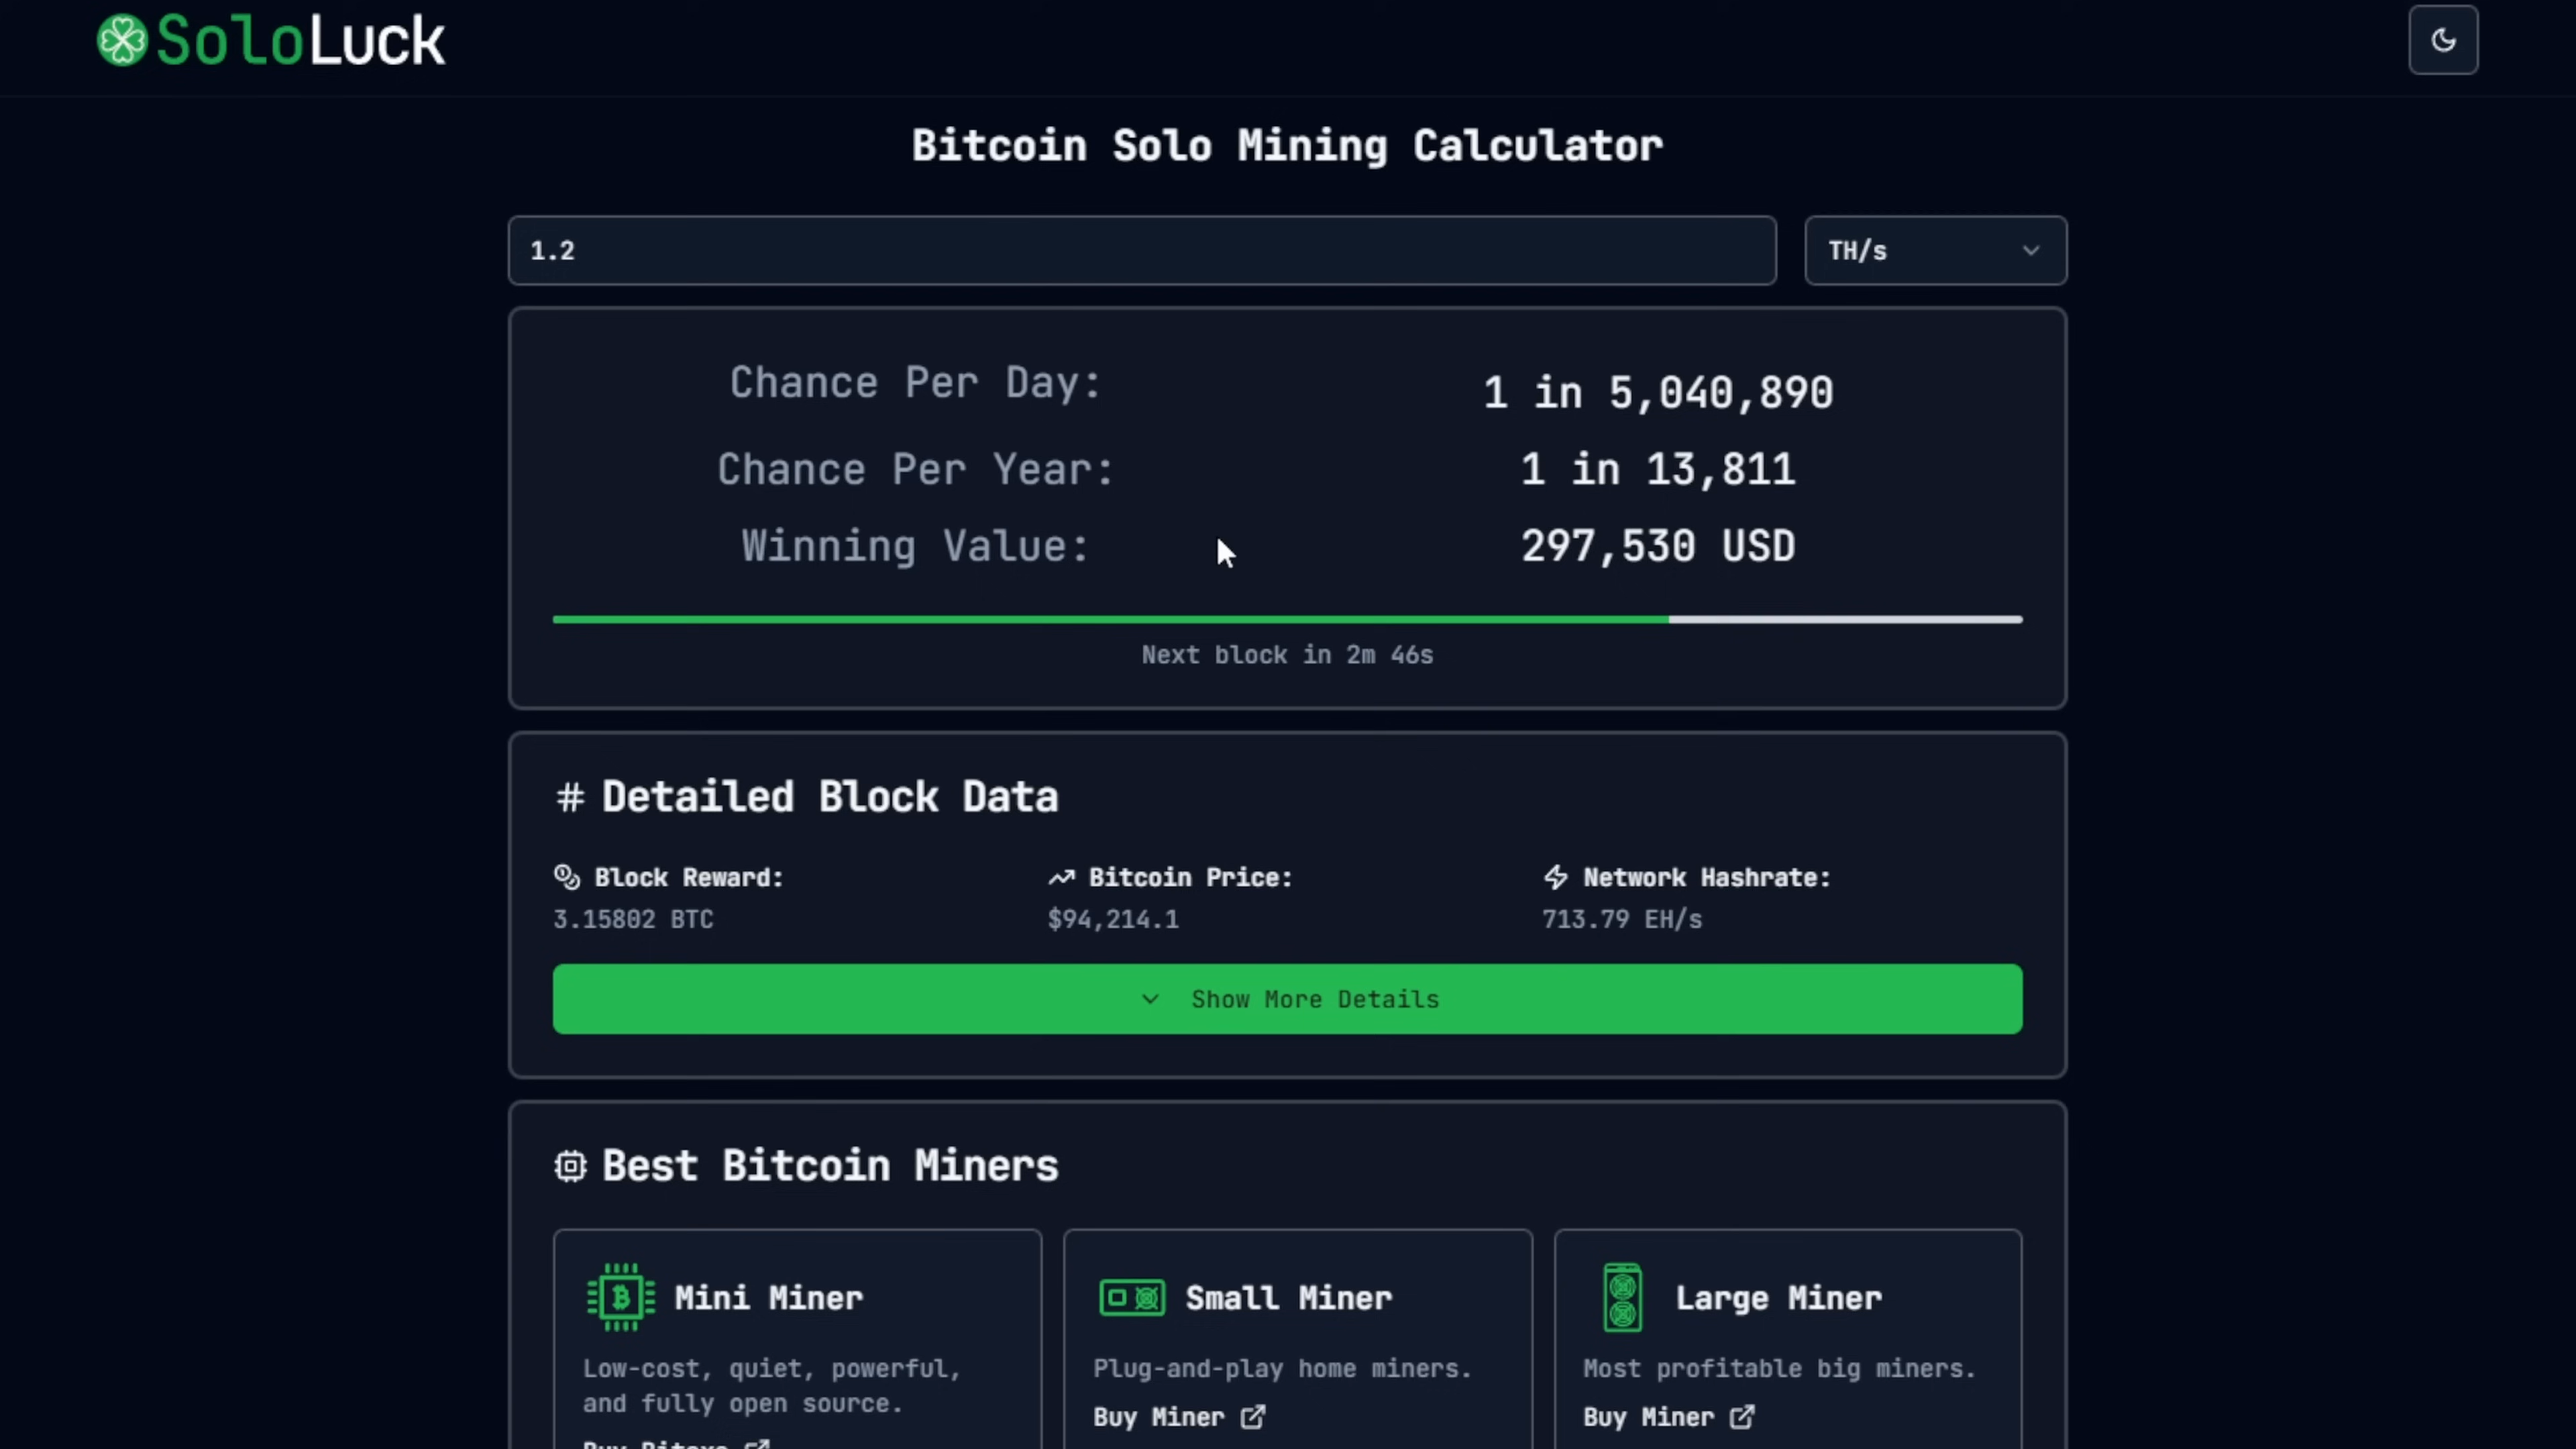 SoloLuck
Bitcoin Solo Mining Calculator
1.2
TH/s
Chance Per Day:
1 in 5,040,890
Chance Per Year:
1 in 13,811
Winning Value:
297,530 USD
Next block in 2m 46s
# Detailed Block Data
Block Reward:
3.15802 BTC
Bitcoin Price:
$94,214.1
Network Hashrate:
713.79 EH/s
Show More Details
Best Bitcoin Miners
Mini Miner
Low-cost, quiet, powerful,
and fully open source.
Small Miner
Plug-and-play home miners.
Buy Miner
Large Miner
Most profitable big miners.
Buy Miner